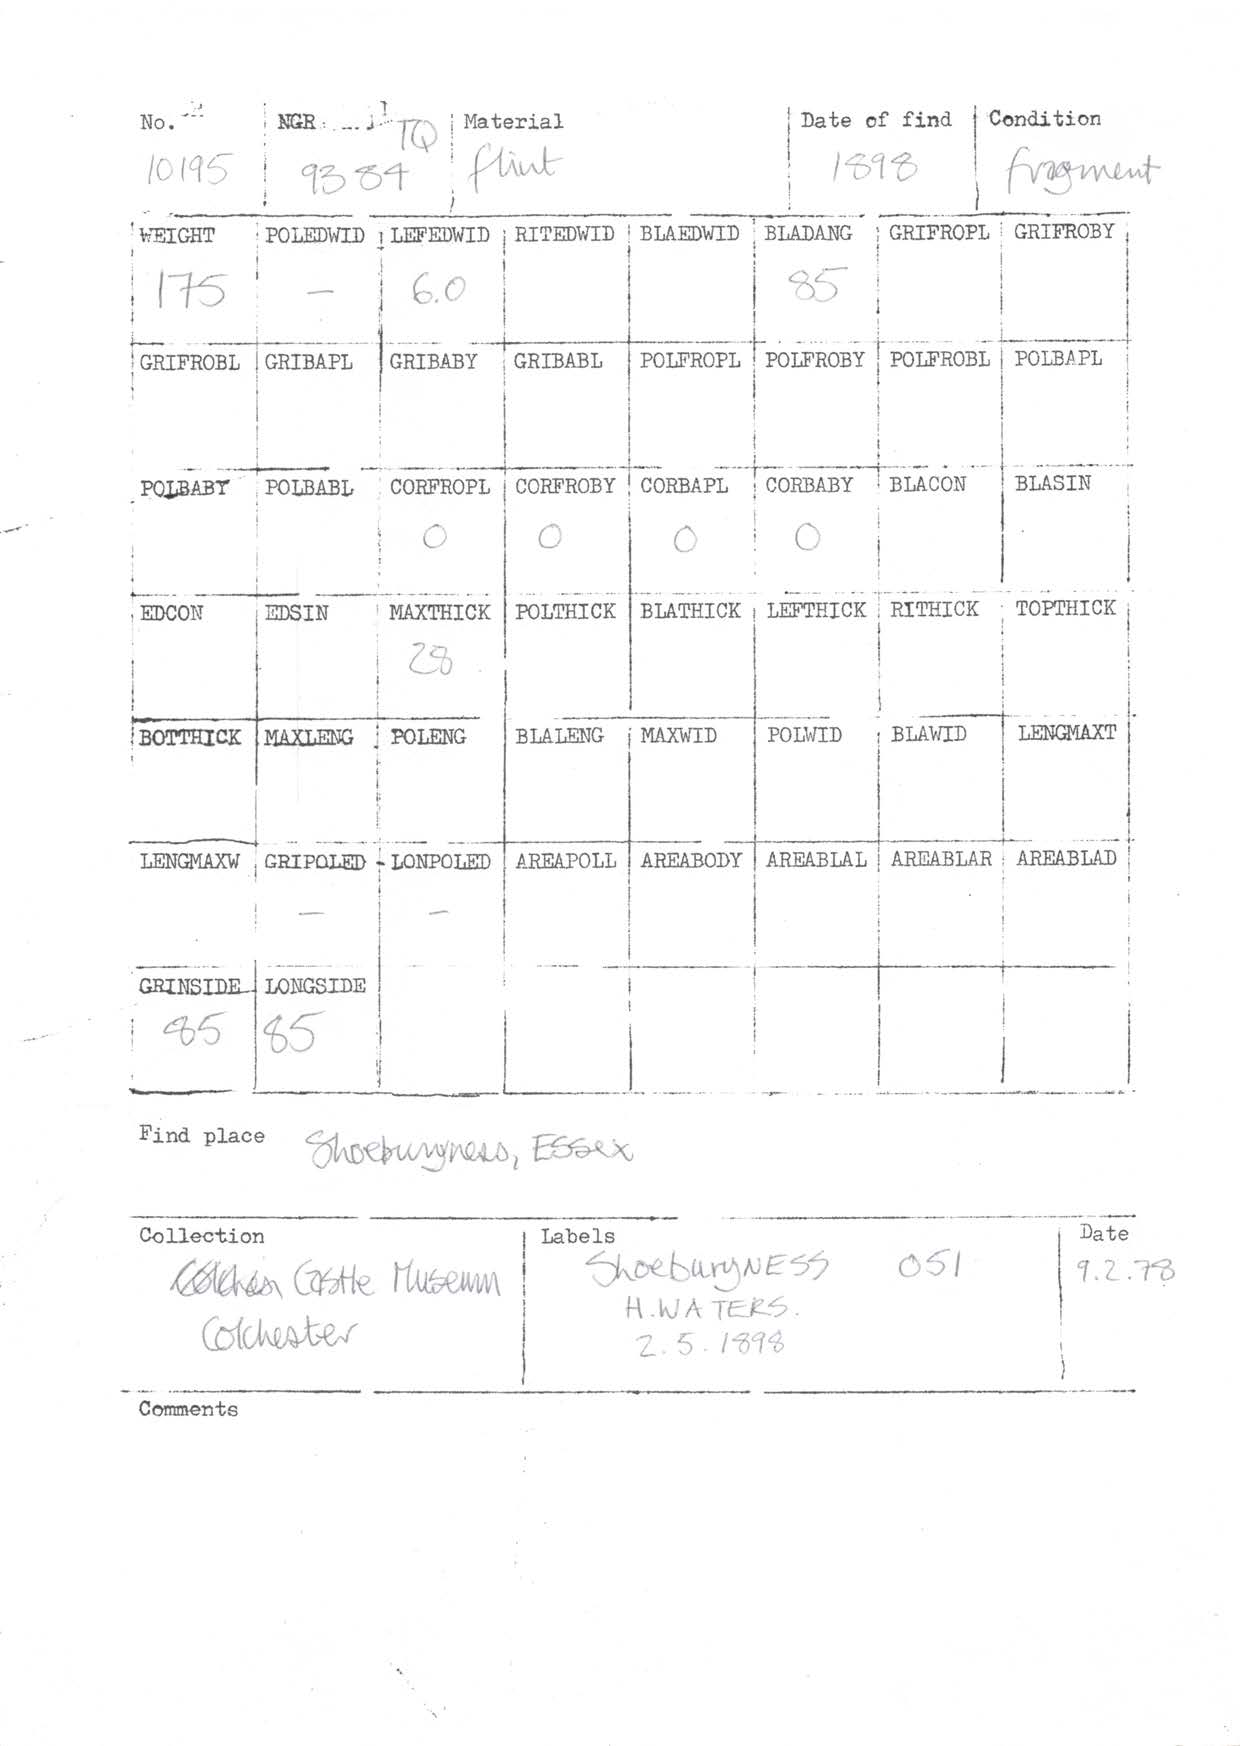 No. NGR TQ Material Date of find Condition
10195 9384 flint 1898 fragment
WEIGHT POLEDWID LEFEDWID RITEDWID BLAEDWID BLADANG GRIFROPL GRIFROBY
175 — 6.0 85
GRIFROBL GRIBAPL GRIBABY GRIBABL POLFROPL POLFROBY POLFROBL POLBAPL
POLBABY POLBABL CORFROPL CORFROBY CORBAPL CORBABY BLACON BLASIN
0 0 0 0
EDCON EDSIN MAXTHICK POLTHICK BLATHICK LEFTHICK RITHICK TOPTHICK
28
BOTTHICK MAXLENG POLENG BLALENG MAXWID POLWID BLAWID LENGMAXT
LENGMAXW GRIPOLED LONPOLED AREAPOLL AREABODY AREABLAL AREABLAR AREABLAD
— —
GRINSIDE LONGSIDE
85 85
Find place Shoeburyness, Essex
Collection Labels Date
Castle Museum ShoeburyNESS 051 9.2.78
Colchester H.WATERS.
2.5.1898
Comments